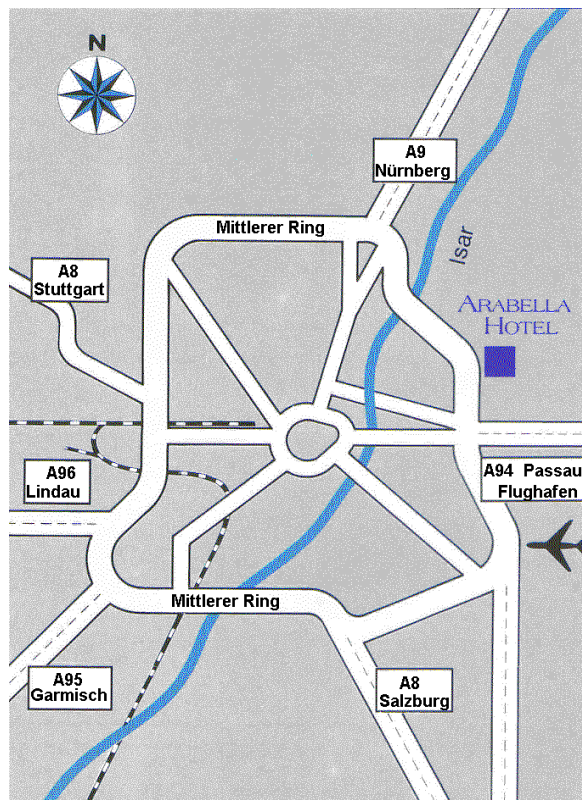 N
A9
Nürnberg
Mittlerer Ring
Isar
A8
Stuttgart
ARABELLA
HOTEL
A96
Lindau
A94 Passau
Flughafen
Mittlerer Ring
A95
Garmisch
A8
Salzburg